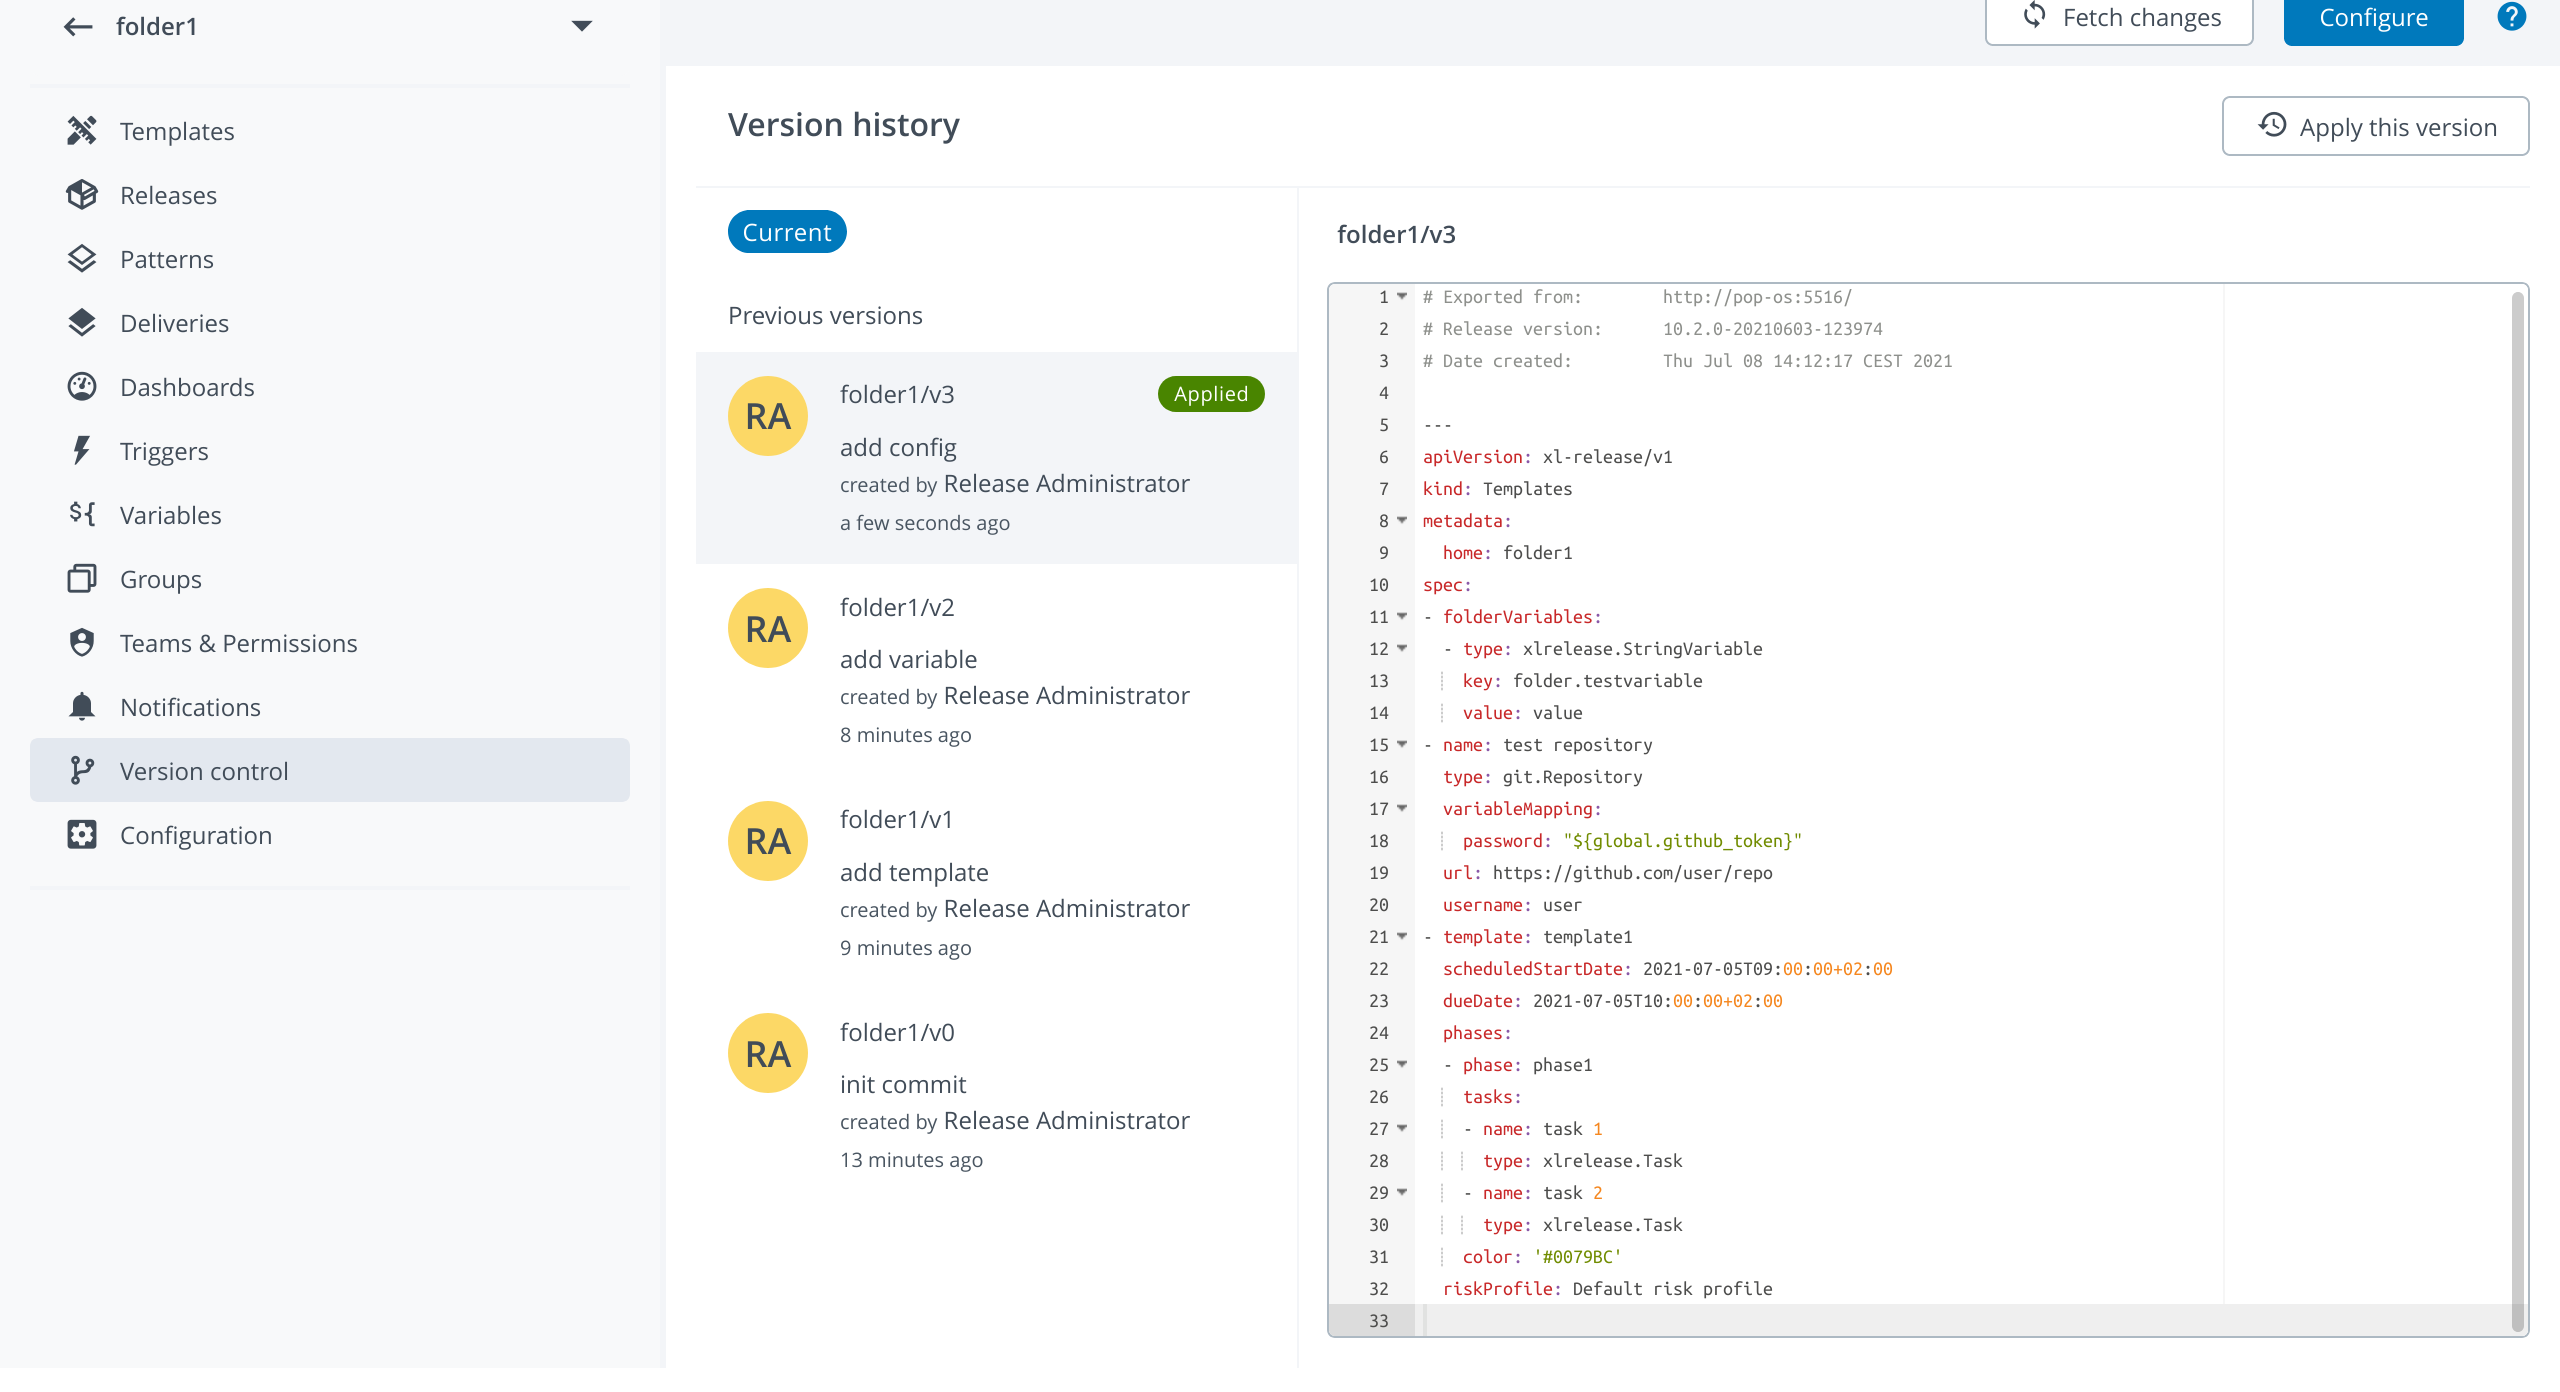 folder1
Templates
Releases
Patterns
Deliveries
Dashboards
Triggers
Variables
Groups
Teams & Permissions
Notifications
Version control
Configuration
Fetch changes
Configure
?
Version history
Apply this version
Current
Previous versions
RA
folder1/v3
Applied
add config
created by Release Administrator
a few seconds ago
RA
folder1/v2
add variable
created by Release Administrator
8 minutes ago
RA
folder1/v1
add template
created by Release Administrator
9 minutes ago
RA
folder1/v0
init commit
created by Release Administrator
13 minutes ago
folder1/v3
1 # Exported from: http://pop-os:5516/
2 # Release version: 10.2.0-20210603-123974
3 # Date created: Thu Jul 08 14:12:17 CEST 2021
4
5 ---
6 apiVersion: xl-release/v1
7 kind: Templates
8 metadata:
9 home: folder1
10 spec:
11 - folderVariables:
12 - type: xlrelease.StringVariable
13 key: folder.testvariable
14 value: value
15 - name: test repository
16 type: git.Repository
17 variableMapping:
18 password: "${global.github_token}"
19 url: https://github.com/user/repo
20 username: user
21 - template: template1
22 scheduledStartDate: 2021-07-05T09:00:00+02:00
23 dueDate: 2021-07-05T10:00:00+02:00
24 phases:
25 - phase: phase1
26 tasks:
27 - name: task 1
28 type: xlrelease.Task
29 - name: task 2
30 type: xlrelease.Task
31 color: '#0079BC'
32 riskProfile: Default risk profile
33